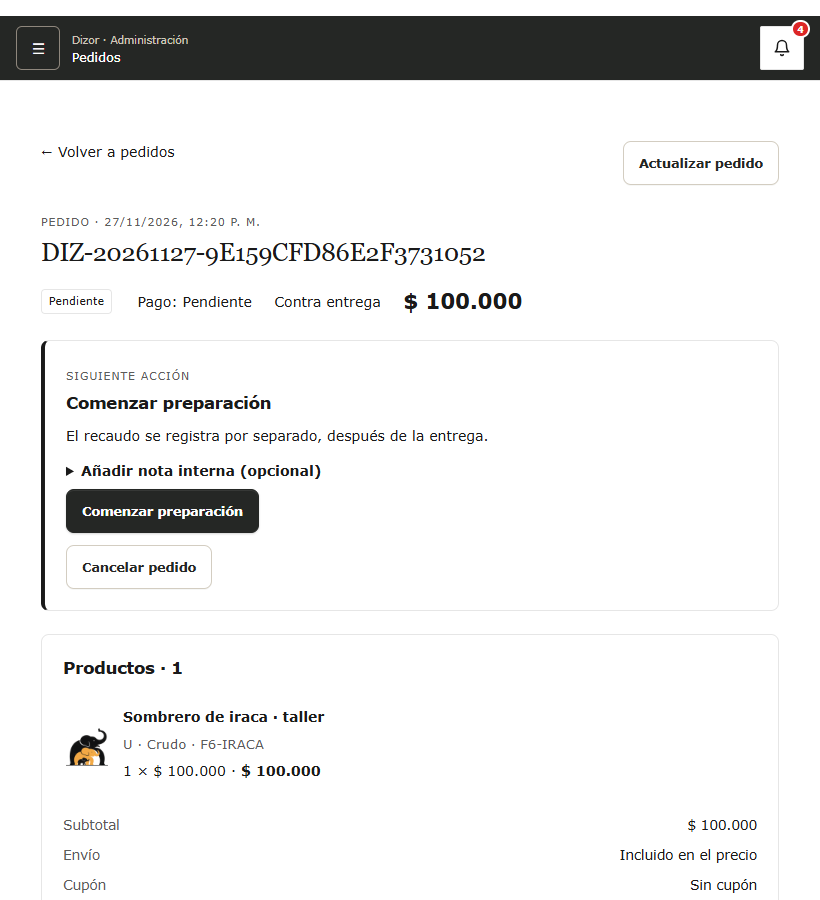 ☰
Dizor · Administración
Pedidos
4
← Volver a pedidos
Actualizar pedido
PEDIDO · 27/11/2026, 12:20 P. M.
DIZ-20261127-9E159CFD86E2F3731052
Pendiente
Pago: Pendiente
Contra entrega
$ 100.000
SIGUIENTE ACCIÓN
Comenzar preparación
El recaudo se registra por separado, después de la entrega.
▶ Añadir nota interna (opcional)
Comenzar preparación
Cancelar pedido
Productos · 1
Sombrero de iraca · taller
U · Crudo · F6-IRACA
1 × $ 100.000 · $ 100.000
Subtotal
$ 100.000
Envío
Incluido en el precio
Cupón
Sin cupón